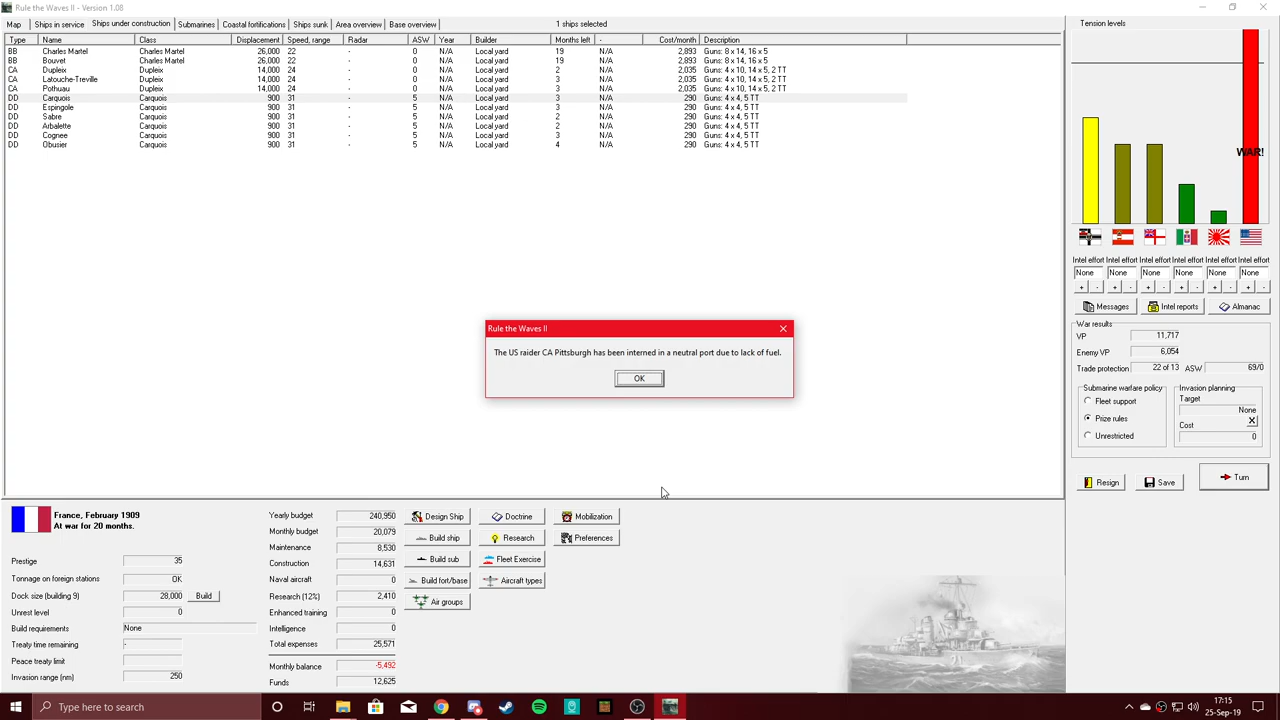 Rule the Waves II - Version 1.08
Map Ships in service Ships under construction Submarines Coastal fortifications Ships sunk Area overview Base overview 1 ships selected
Type Name Class Displacement Speed, range Radar ASW Year Builder Months left - Cost/month Description
BB Charles Martel Charles Martel 26,000 22 - 0 N/A Local yard 19 N/A 2,893 Guns: 8 x 14, 16 x 5
BB Bouvet Charles Martel 26,000 22 - 0 N/A Local yard 19 N/A 2,893 Guns: 8 x 14, 16 x 5
CA Dupleix Dupleix 14,000 24 - 0 N/A Local yard 2 N/A 2,035 Guns: 4 x 10, 14 x 5, 2 TT
CA Latouche-Treville Dupleix 14,000 24 - 0 N/A Local yard 3 N/A 2,035 Guns: 4 x 10, 14 x 5, 2 TT
CA Pothuau Dupleix 14,000 24 - 0 N/A Local yard 3 N/A 2,035 Guns: 4 x 10, 14 x 5, 2 TT
DD Carquois Carquois 900 31 - 5 N/A Local yard 3 N/A 290 Guns: 4 x 4, 5 TT
DD Espingole Carquois 900 31 - 5 N/A Local yard 3 N/A 290 Guns: 4 x 4, 5 TT
DD Sabre Carquois 900 31 - 5 N/A Local yard 2 N/A 290 Guns: 4 x 4, 5 TT
DD Arbalette Carquois 900 31 - 5 N/A Local yard 2 N/A 290 Guns: 4 x 4, 5 TT
DD Cognee Carquois 900 31 - 5 N/A Local yard 3 N/A 290 Guns: 4 x 4, 5 TT
DD Obusier Carquois 900 31 - 5 N/A Local yard 4 N/A 290 Guns: 4 x 4, 5 TT
Rule the Waves II
The US raider CA Pittsburgh has been interned in a neutral port due to lack of fuel.
OK
Tension levels
WAR!
Intel effort Intel effort Intel effort Intel effort Intel effort Intel effort
None None None None None None
+ - + - + - + - + - + -
Messages Intel reports Almanac
War results
VP 11,717
Enemy VP 6,054
Trade protection 22 of 13 ASW 69/0
Submarine warfare policy
Fleet support
Prize rules
Unrestricted
Invasion planning
Target
None
Cost X
0
Resign Save Turn
France, February 1909
At war for 20 months.
Prestige 35
Tonnage on foreign stations OK
Dock size (building 9) 28,000 Build
Unrest level 0
Build requirements None
Treaty time remaining -
Peace treaty limit
Invasion range (nm) 250
Yearly budget 240,950
Monthly budget 20,079
Maintenance 8,530
Construction 14,631
Naval aircraft 0
Research (12%) 2,410
Enhanced training 0
Intelligence 0
Total expenses 25,571
Monthly balance -5,492
Funds 12,625
Design Ship Doctrine Mobilization
Build ship Research Preferences
Build sub Fleet Exercise
Build fort/base Aircraft types
Air groups
21
Type here to search
17:15
25-Sep-19